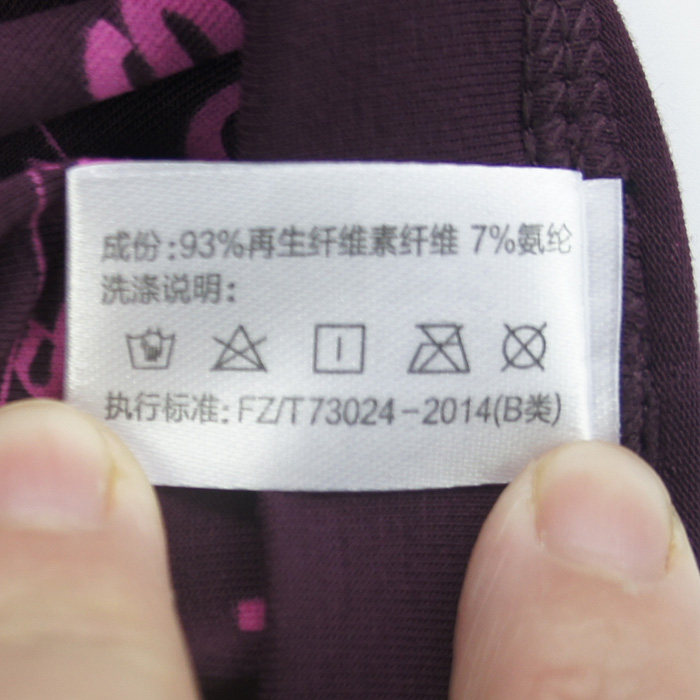 成份:93%再生纤维素纤维 7%氨纶
洗涤说明:
执行标准:FZ/T73024-2014(B类)